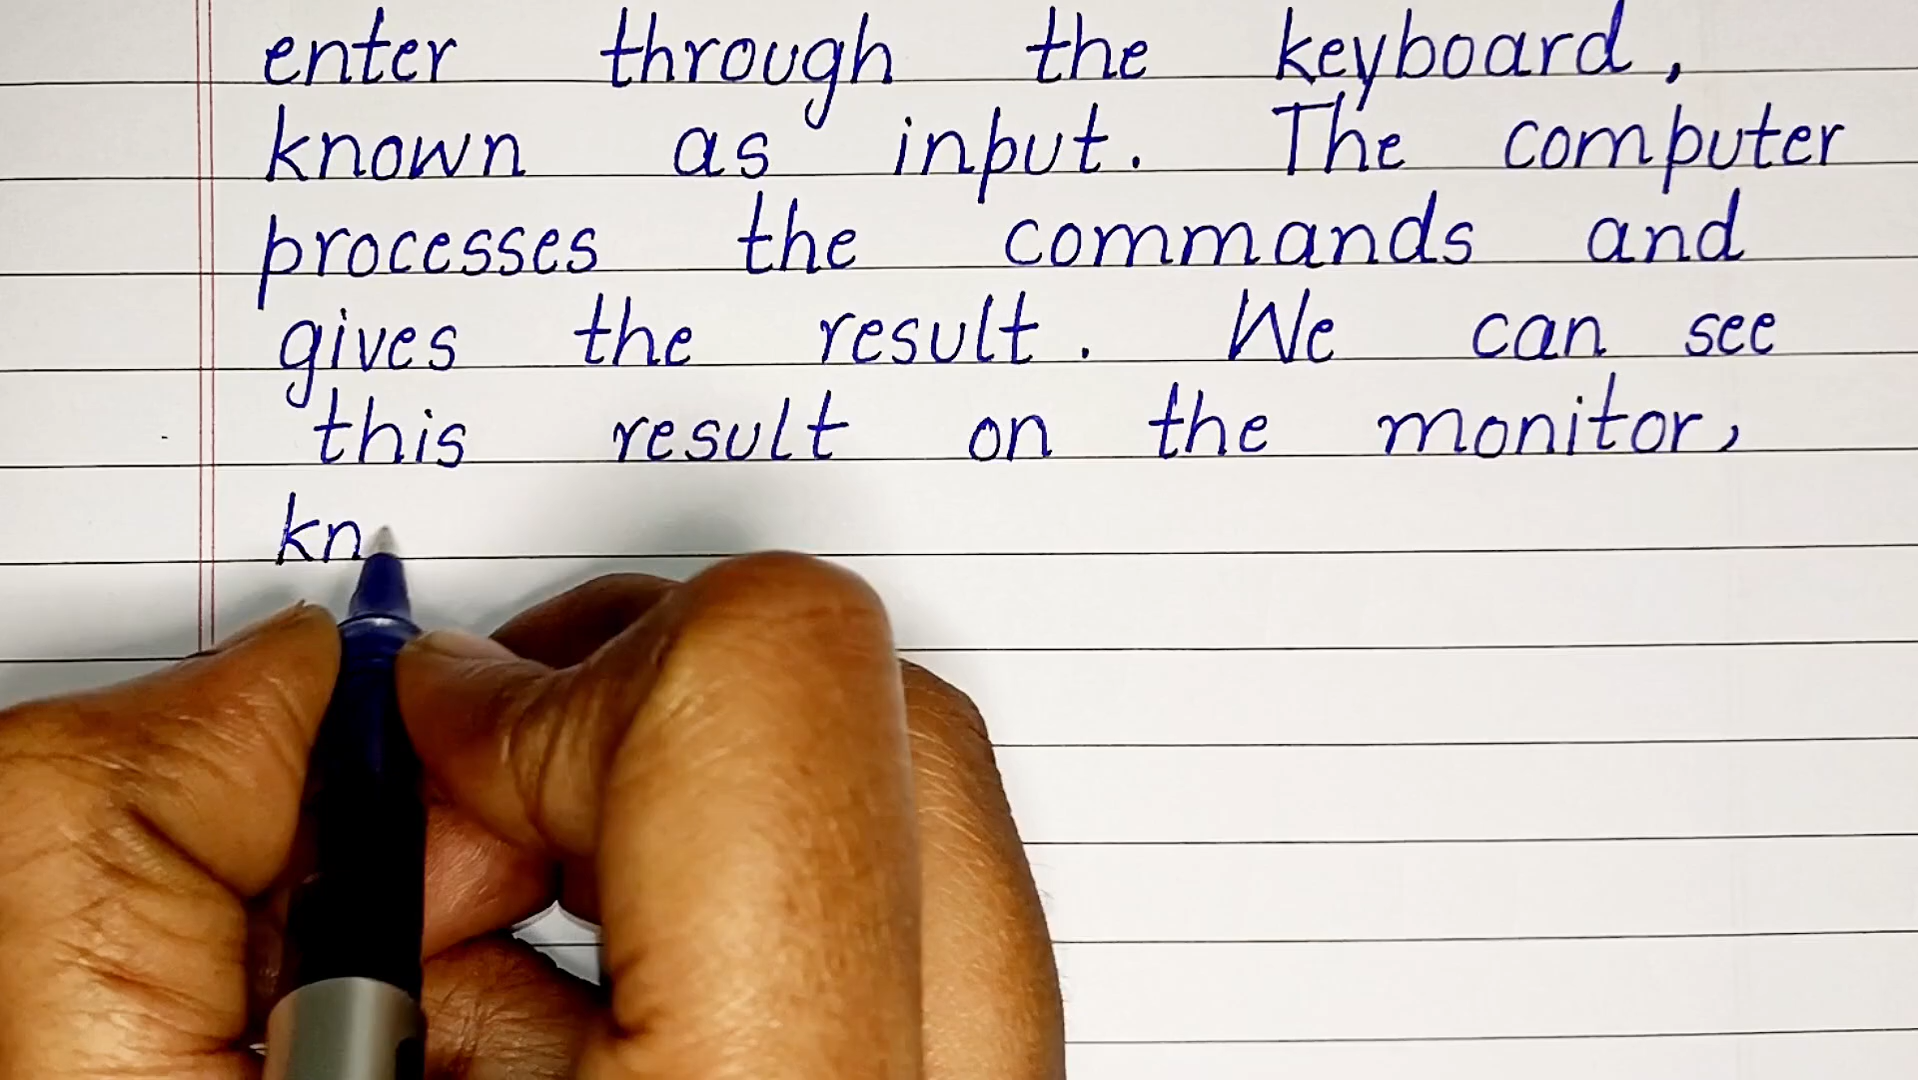 enter through the keyboard,
known as input. The computer
processes the commands and
gives the result. We can see
this result on the monitor,
kn